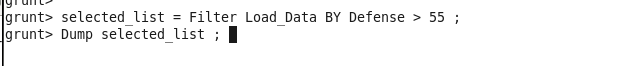 grunt>
grunt> selected_list = Filter Load_Data BY Defense > 55 ;
grunt> Dump selected_list ;